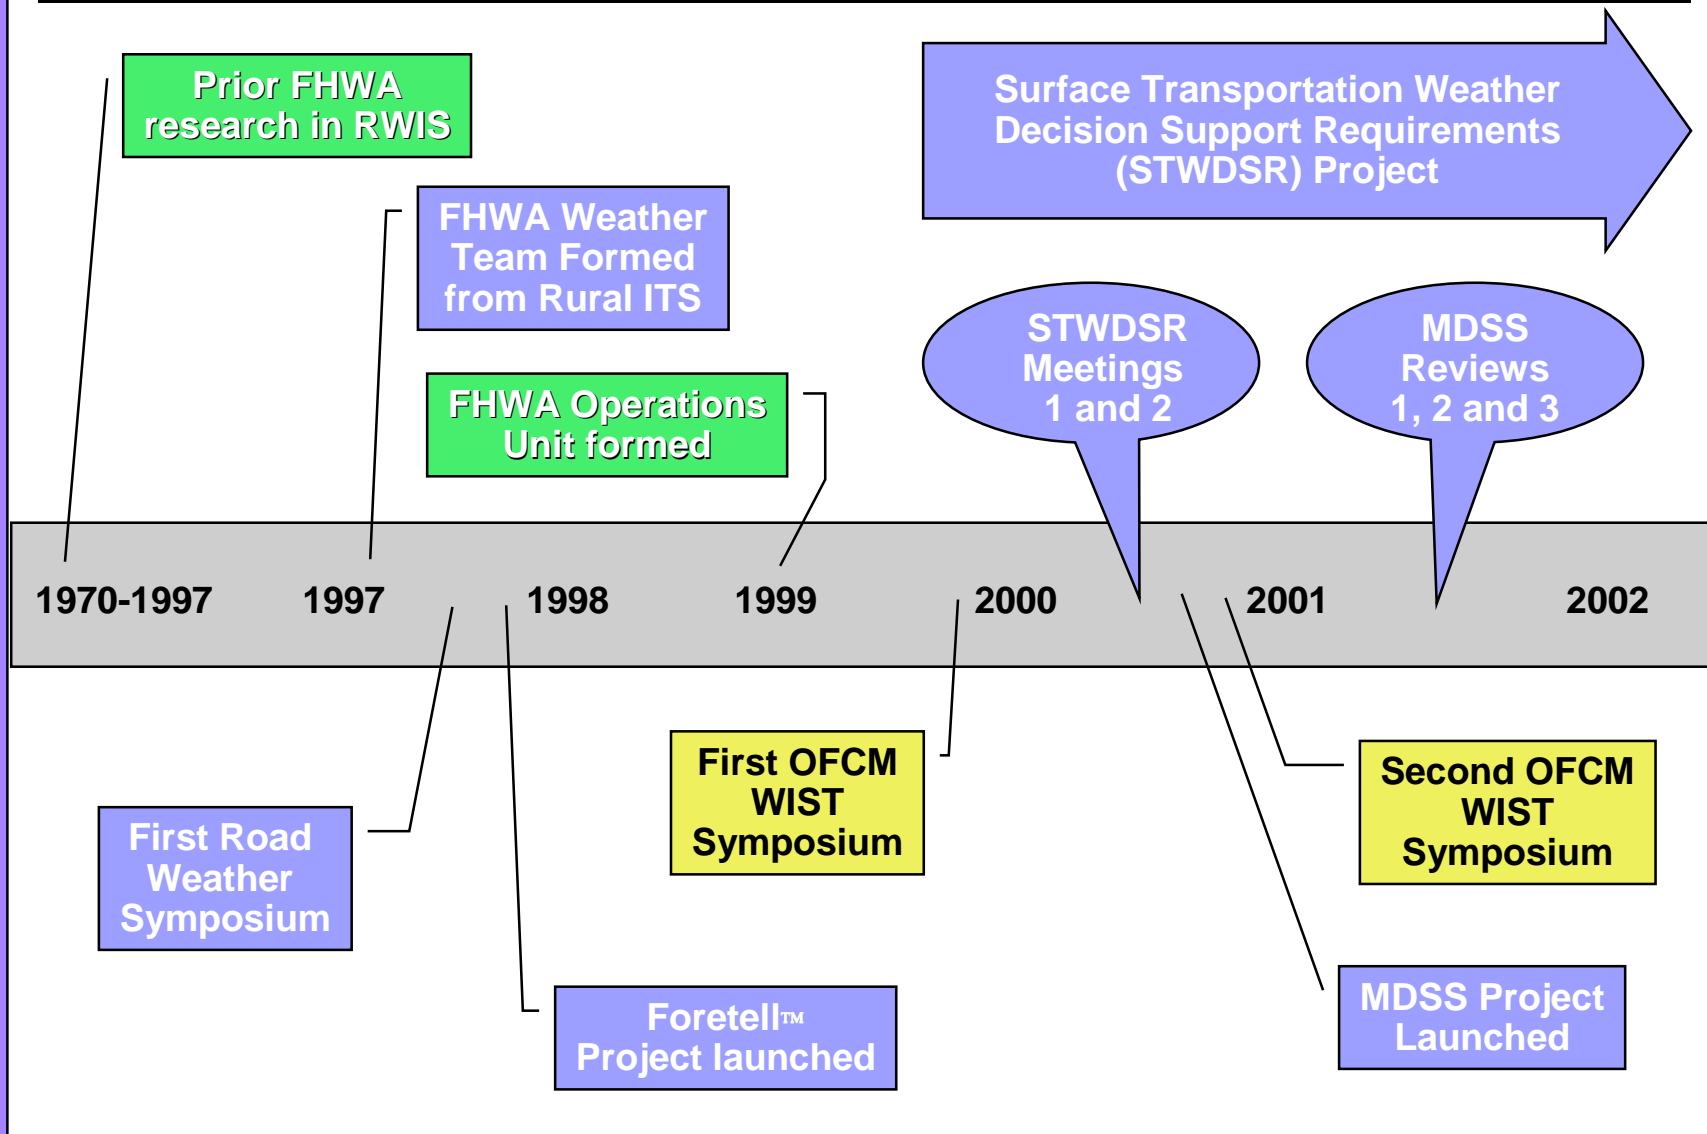 Prior FHWA
research in RWIS
Surface Transportation Weather
Decision Support Requirements
(STWDSR) Project
FHWA Weather
Team Formed
from Rural ITS
STWDSR
Meetings
1 and 2
MDSS
Reviews
1, 2 and 3
FHWA Operations
Unit formed
1970-1997 1997 1998 1999 2000 2001 2002
First OFCM
WIST
Symposium
Second OFCM
WIST
Symposium
First Road
Weather
Symposium
Foretell™
Project launched
MDSS Project
Launched